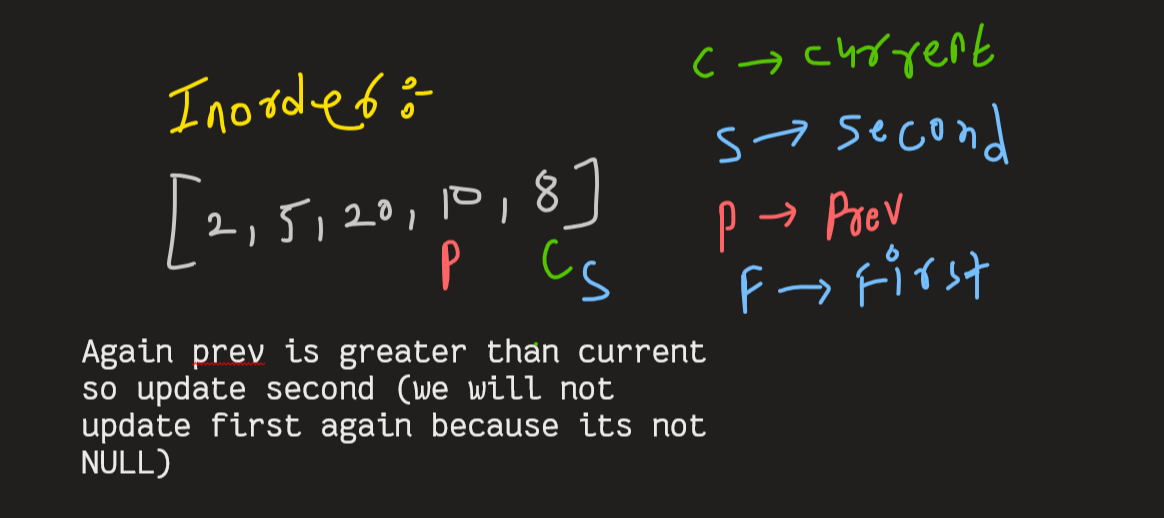 Inorder :-
[2, 5, 20, 10, 8]
P C S
C → current
S → second
P → Prev
F → First
Again prev is greater than current
so update second (we will not
update first again because its not
NULL)